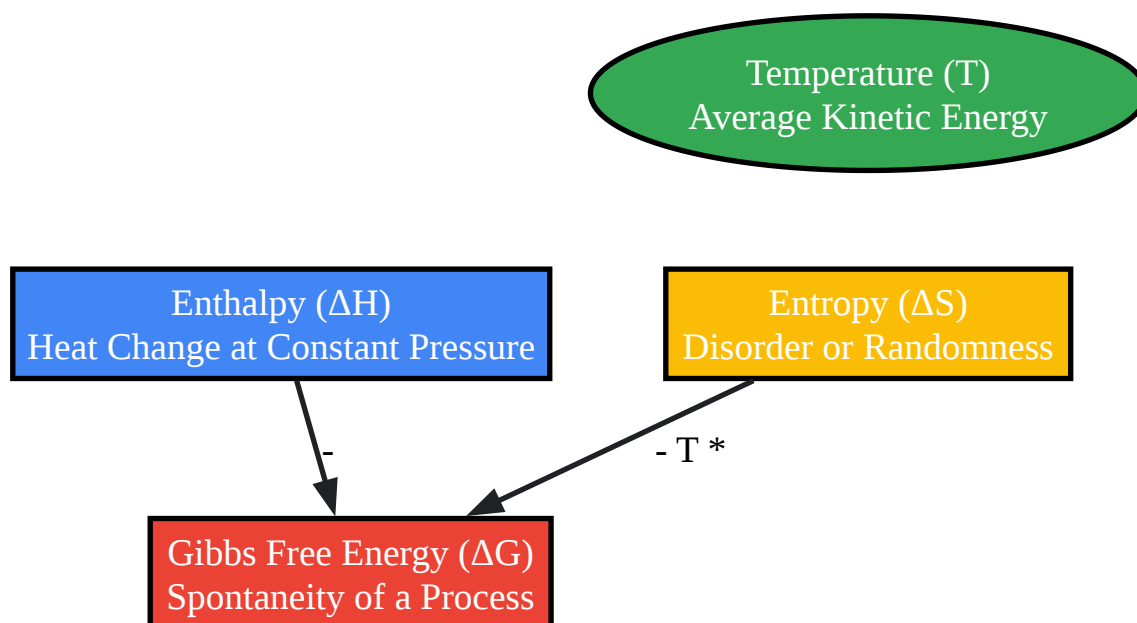 Temperature (T)
Average Kinetic Energy
Enthalpy (ΔH)
Heat Change at Constant Pressure
Entropy (ΔS)
Disorder or Randomness
-
- T *
Gibbs Free Energy (ΔG)
Spontaneity of a Process